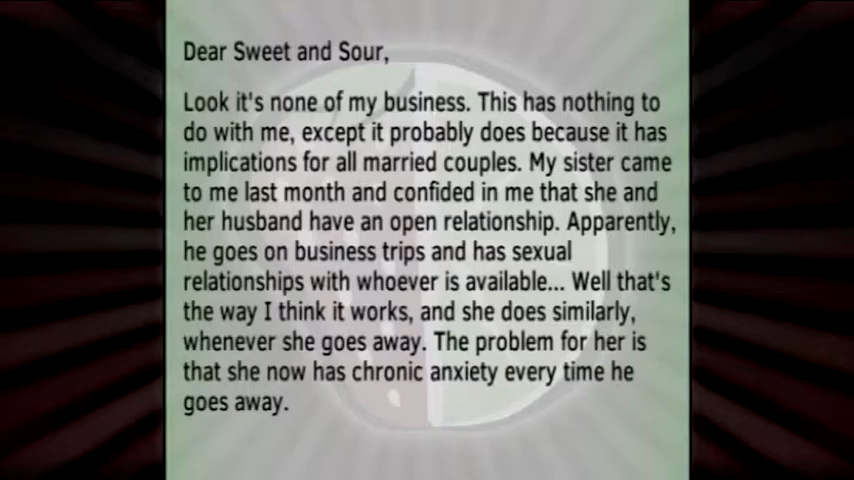 Dear Sweet and Sour,
Look it's none of my business. This has nothing to
do with me, except it probably does because it has
implications for all married couples. My sister came
to me last month and confided in me that she and
her husband have an open relationship. Apparently,
he goes on business trips and has sexual
relationships with whoever is available... Well that's
the way I think it works, and she does similarly,
whenever she goes away. The problem for her is
that she now has chronic anxiety every time he
goes away.